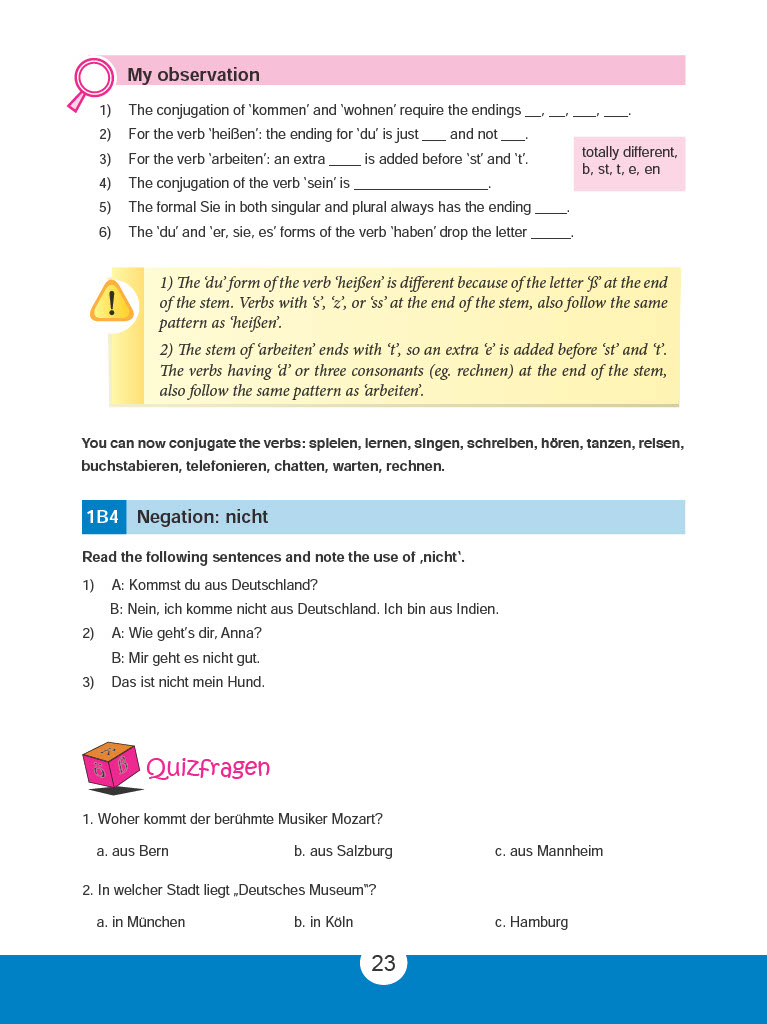 My observation
1) The conjugation of ‘kommen’ and ‘wohnen’ require the endings __, __, ___, ___.
2) For the verb ‘heißen’: the ending for ‘du’ is just ___ and not ___.
3) For the verb ‘arbeiten’: an extra ____ is added before ‘st’ and ‘t’.
4) The conjugation of the verb ‘sein’ is _________________.
5) The formal Sie in both singular and plural always has the ending ____.
6) The ‘du’ and ‘er, sie, es’ forms of the verb ‘haben’ drop the letter _____.
totally different,
b, st, t, e, en
1) The ‘du’ form of the verb ‘heißen’ is different because of the letter ‘ß’ at the end
of the stem. Verbs with ‘s’, ‘z’, or ‘ss’ at the end of the stem, also follow the same
pattern as ‘heißen’.
2) The stem of ‘arbeiten’ ends with ‘t’, so an extra ‘e’ is added before ‘st’ and ‘t’.
The verbs having ‘d’ or three consonants (eg. rechnen) at the end of the stem,
also follow the same pattern as ‘arbeiten’.
You can now conjugate the verbs: spielen, lernen, singen, schreiben, hören, tanzen, reisen,
buchstabieren, telefonieren, chatten, warten, rechnen.
1B4 Negation: nicht
Read the following sentences and note the use of ‚nicht‘.
1) A: Kommst du aus Deutschland?
B: Nein, ich komme nicht aus Deutschland. Ich bin aus Indien.
2) A: Wie geht’s dir, Anna?
B: Mir geht es nicht gut.
3) Das ist nicht mein Hund.
Quizfragen
1. Woher kommt der berühmte Musiker Mozart?
a. aus Bern b. aus Salzburg c. aus Mannheim
2. In welcher Stadt liegt „Deutsches Museum“?
a. in München b. in Köln c. Hamburg
23